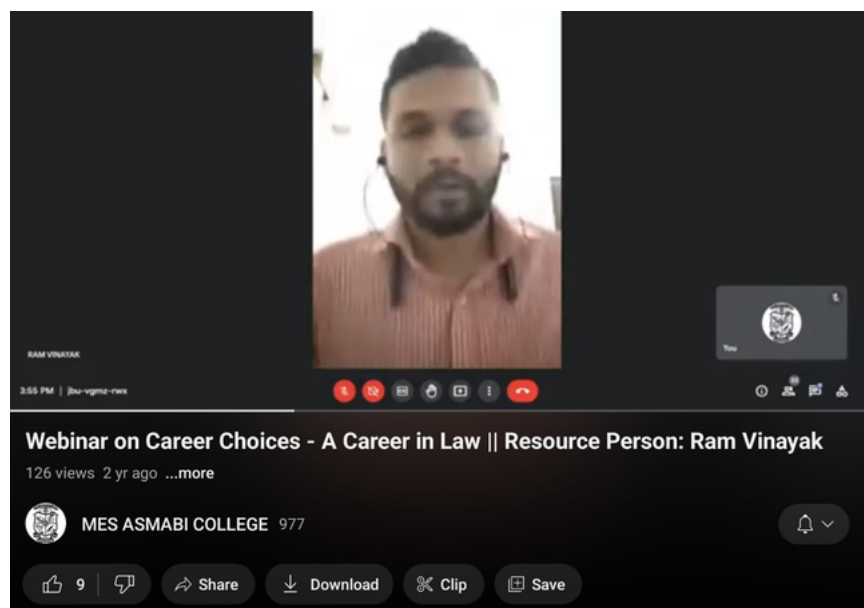 RAM VINAYAK
You
3:55 PM | jbu-vgmz-rwx
Webinar on Career Choices - A Career in Law || Resource Person: Ram Vinayak
126 views 2 yr ago ...more
MES ASMABI COLLEGE 977
9 Share Download Clip Save